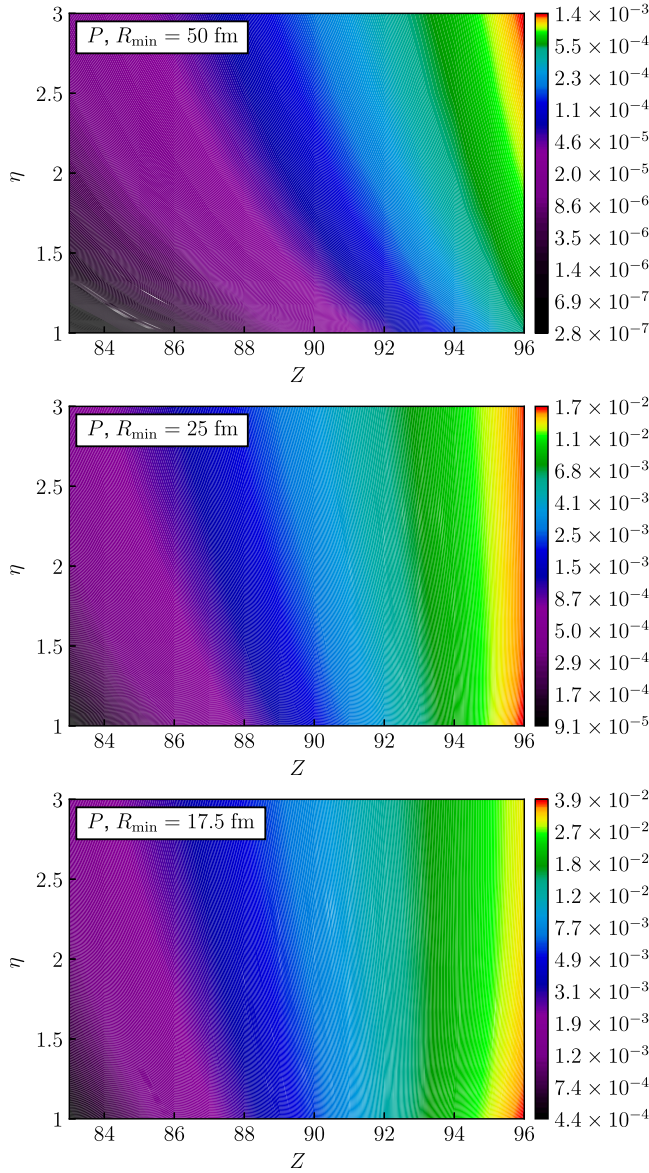 P, R_min = 50 fm
η
3
2.5
2
1.5
1
84 86 88 90 92 94 96
Z
1.4 × 10⁻³
5.5 × 10⁻⁴
2.3 × 10⁻⁴
1.1 × 10⁻⁴
4.6 × 10⁻⁵
2.0 × 10⁻⁵
8.6 × 10⁻⁶
3.5 × 10⁻⁶
1.4 × 10⁻⁶
6.9 × 10⁻⁷
2.8 × 10⁻⁷
P, R_min = 25 fm
η
3
2.5
2
1.5
1
84 86 88 90 92 94 96
Z
1.7 × 10⁻²
1.1 × 10⁻²
6.8 × 10⁻³
4.1 × 10⁻³
2.5 × 10⁻³
1.5 × 10⁻³
8.7 × 10⁻⁴
5.0 × 10⁻⁴
2.9 × 10⁻⁴
1.7 × 10⁻⁴
9.1 × 10⁻⁵
P, R_min = 17.5 fm
η
3
2.5
2
1.5
1
84 86 88 90 92 94 96
Z
3.9 × 10⁻²
2.7 × 10⁻²
1.8 × 10⁻²
1.2 × 10⁻²
7.7 × 10⁻³
4.9 × 10⁻³
3.1 × 10⁻³
1.9 × 10⁻³
1.2 × 10⁻³
7.4 × 10⁻⁴
4.4 × 10⁻⁴